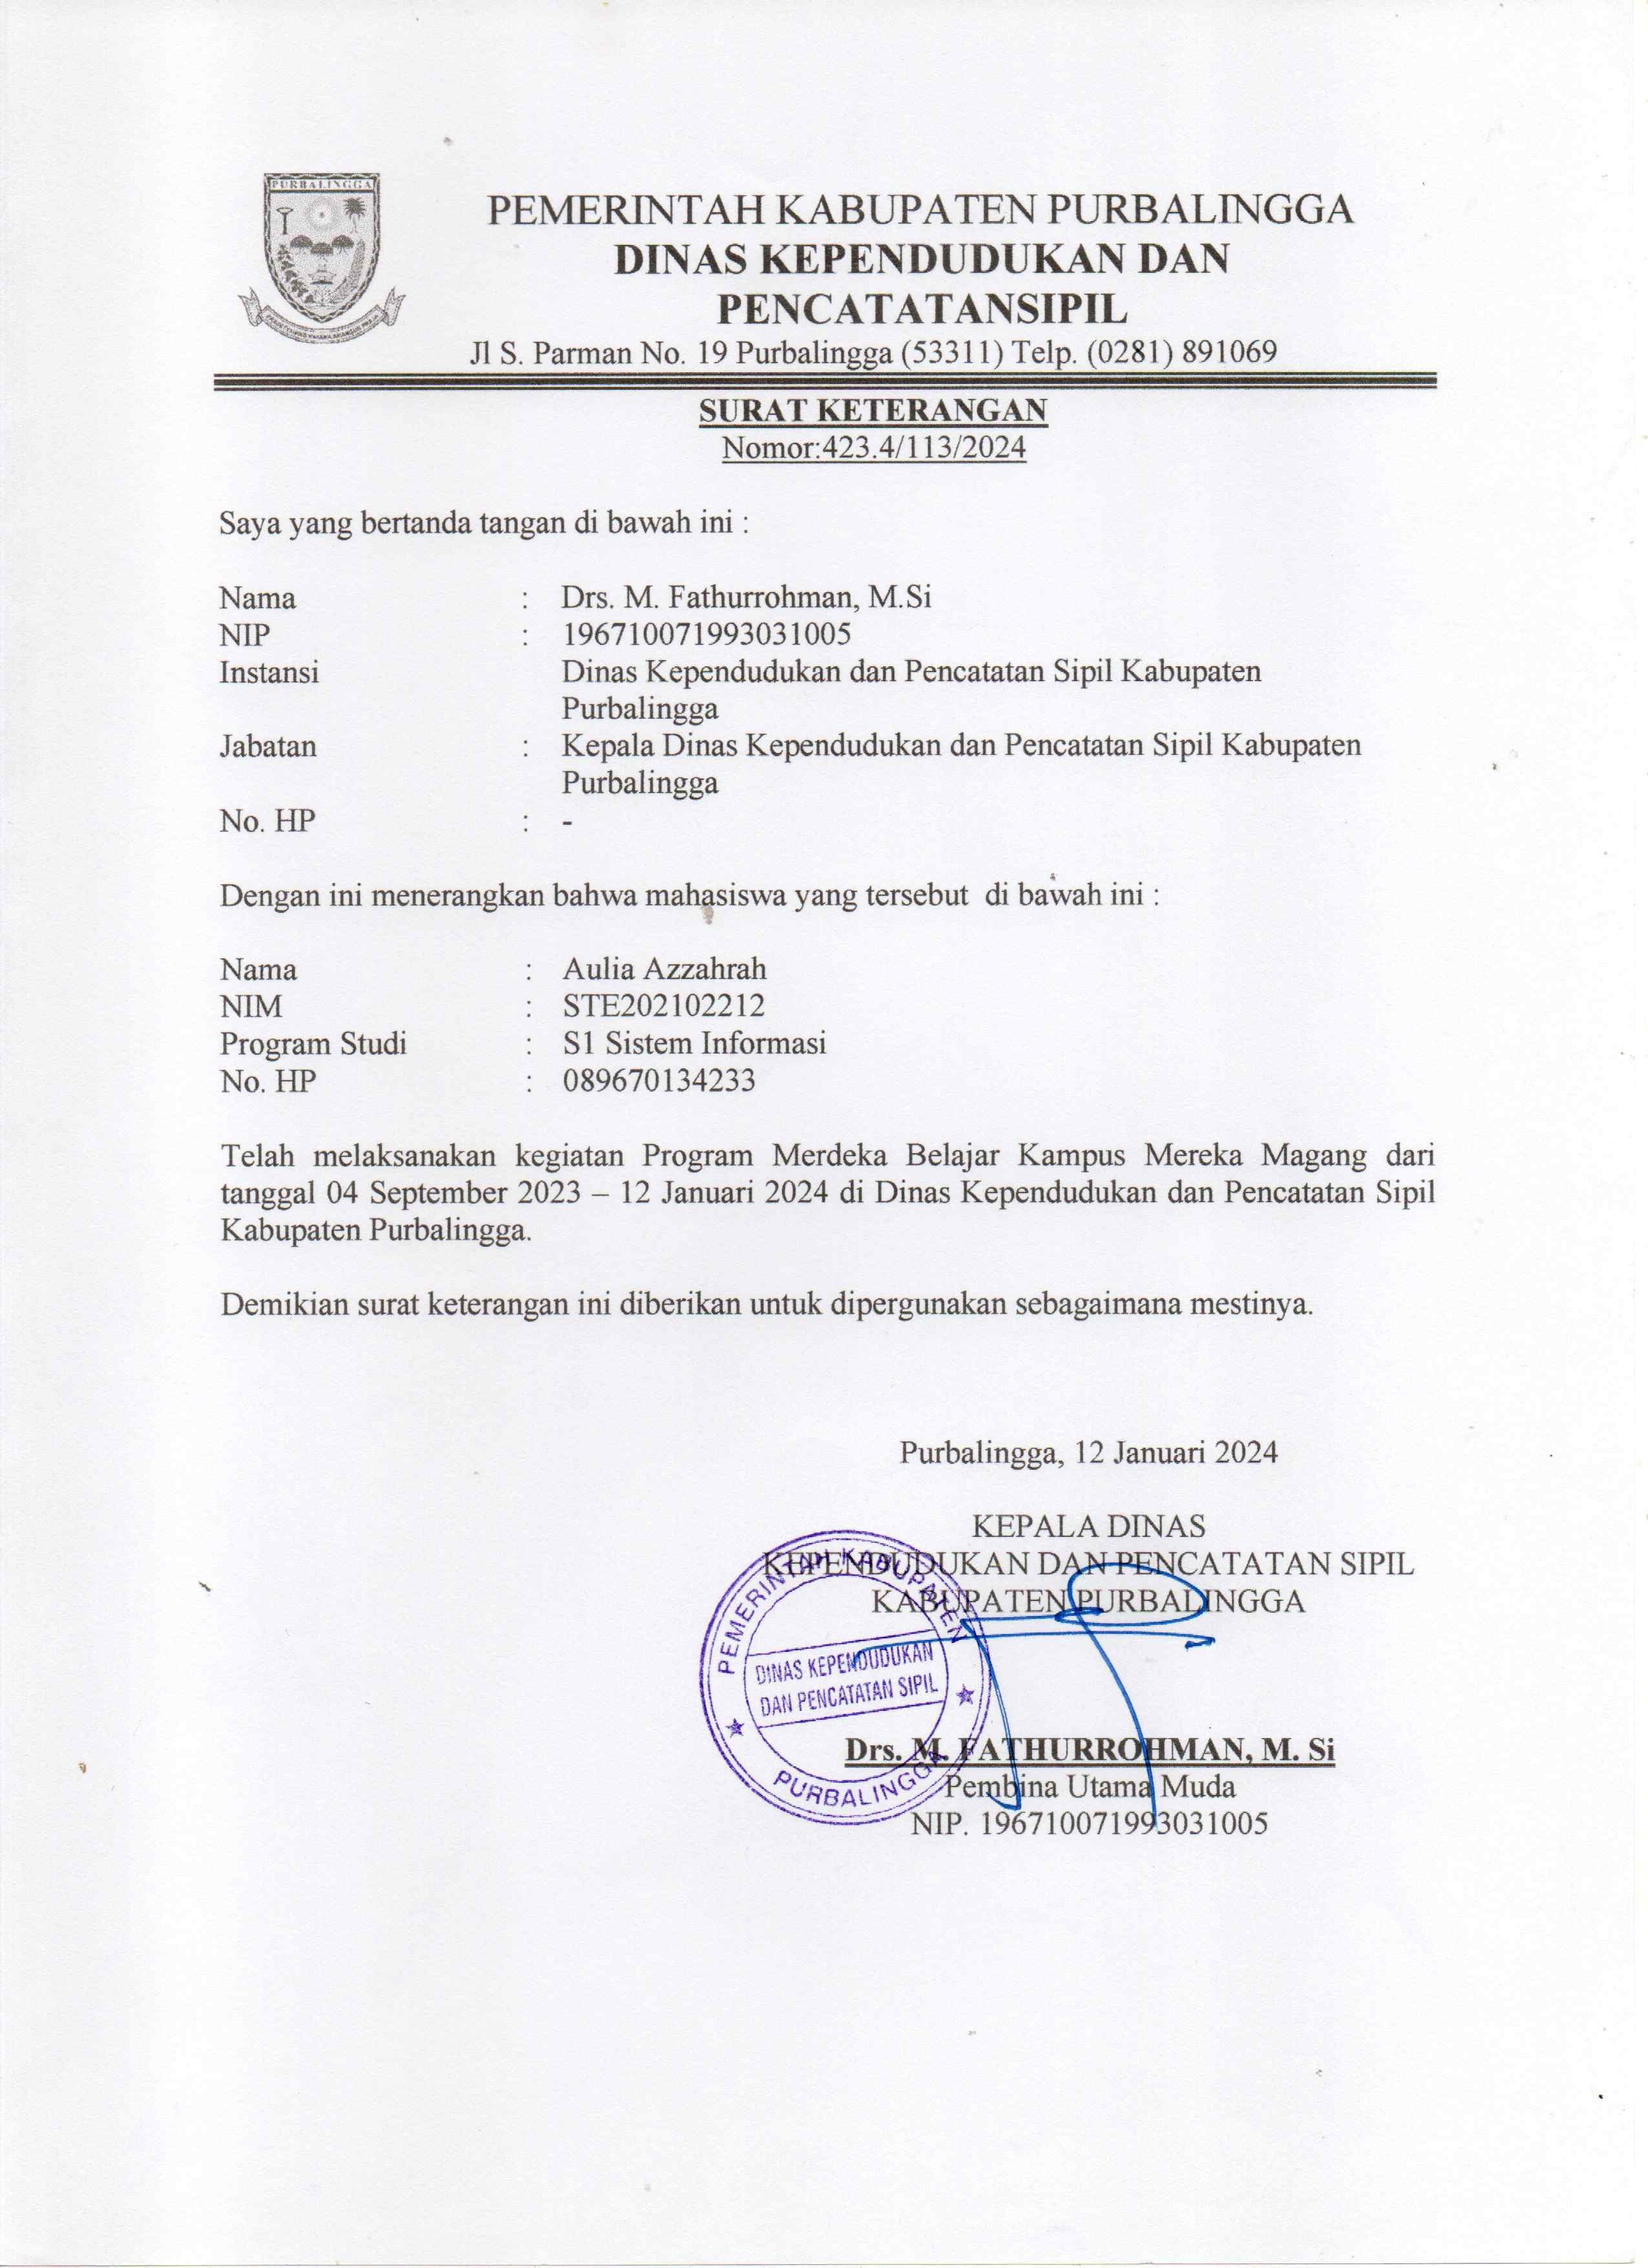 PURBALINGGA
PEMERINTAH KABUPATEN PURBALINGGA
DINAS KEPENDUDUKAN DAN
PENCATATANSIPIL
Jl S. Parman No. 19 Purbalingga (53311) Telp. (0281) 891069
SURAT KETERANGAN
Nomor:423.4/113/2024
Saya yang bertanda tangan di bawah ini :
Nama : Drs. M. Fathurrohman, M.Si
NIP : 196710071993031005
Instansi Dinas Kependudukan dan Pencatatan Sipil Kabupaten
Purbalingga
Jabatan : Kepala Dinas Kependudukan dan Pencatatan Sipil Kabupaten
Purbalingga
No. HP : -
Dengan ini menerangkan bahwa mahasiswa yang tersebut di bawah ini :
Nama : Aulia Azzahrah
NIM : STE202102212
Program Studi : S1 Sistem Informasi
No. HP : 089670134233
Telah melaksanakan kegiatan Program Merdeka Belajar Kampus Mereka Magang dari
tanggal 04 September 2023 – 12 Januari 2024 di Dinas Kependudukan dan Pencatatan Sipil
Kabupaten Purbalingga.
Demikian surat keterangan ini diberikan untuk dipergunakan sebagaimana mestinya.
Purbalingga, 12 Januari 2024
KEPALA DINAS
KEPENDUDUKAN DAN PENCATATAN SIPIL
KABUPATEN PURBALINGGA
PEMERINTAH KABUPATEN
DINAS KEPENDUDUKAN
DAN PENCATATAN SIPIL
PURBALINGGA
Drs. M. FATHURROHMAN, M. Si
Pembina Utama Muda
NIP. 196710071993031005